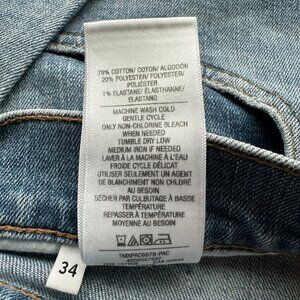 79% COTTON/ COTON/ ALGODÓN
20% POLYESTER/ POLYESTER/
POLIÉSTER
1% ELASTANE/ ÉLASTHANNE/
ELASTANO
MACHINE WASH COLD
GENTLE CYCLE
ONLY NON-CHLORINE BLEACH
WHEN NEEDED
TUMBLE DRY LOW
MEDIUM IRON IF NEEDED
LAVER À LA MACHINE À L'EAU
FROIDE CYCLE DÉLICAT
UTILISER SEULEMENT UN AGENT
DE BLANCHIMENT NON CHLORÉ
AU BESOIN
SÉCHER PAR CULBUTAGE À BASSE
TEMPÉRATURE
REPASSER À TEMPÉRATURE
MOYENNE AU BESOIN
34